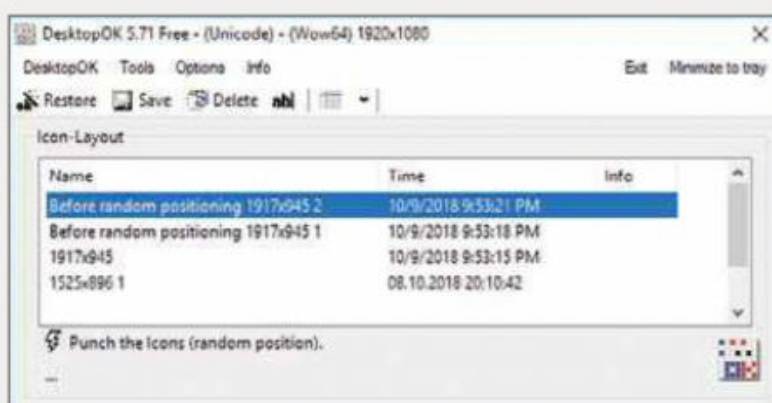 DesktopOK 5.71 Free - (Unicode) - (Wow64) 1920x1080
DesktopOK Tools Options Info Exit Minimize to tray
Restore Save Delete abl
Icon-Layout
Name Time Info
Before random positioning 1917x945 2 10/9/2018 9:53:21 PM
Before random positioning 1917x945 1 10/9/2018 9:53:18 PM
1917x945 10/9/2018 9:53:15 PM
1525x896 1 08.10.2018 20:10:42
Punch the Icons (random position).
...
OK